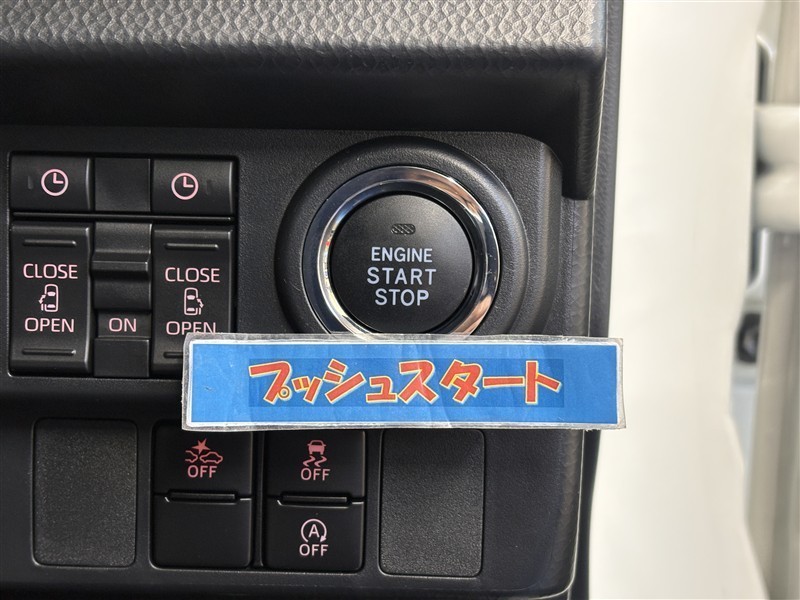 ENGINE
START
STOP
CLOSE
OPEN
ON
CLOSE
OPEN
プッシュスタート
OFF
OFF
A
OFF